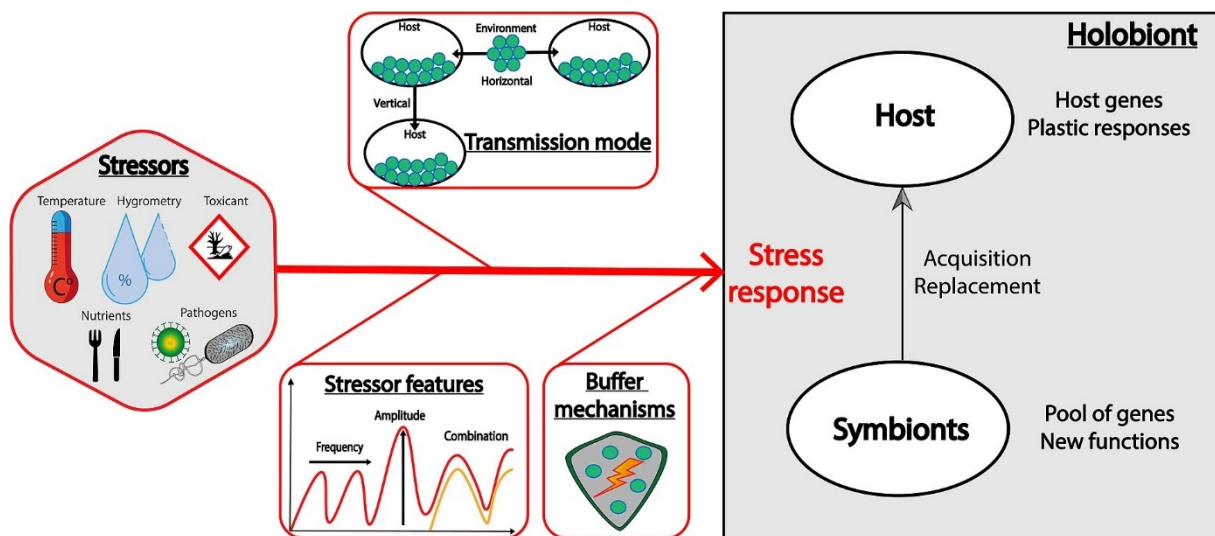 Stressors
Temperature
Hygrometry
Toxicant
C°
%
Nutrients
Pathogens
Host
Environment
Host
Horizontal
Vertical
Host
Transmission mode
Stressor features
Amplitude
Frequency
Combination
Buffer
mechanisms
Stress
response
Holobiont
Host
Host genes
Plastic responses
Acquisition
Replacement
Symbionts
Pool of genes
New functions